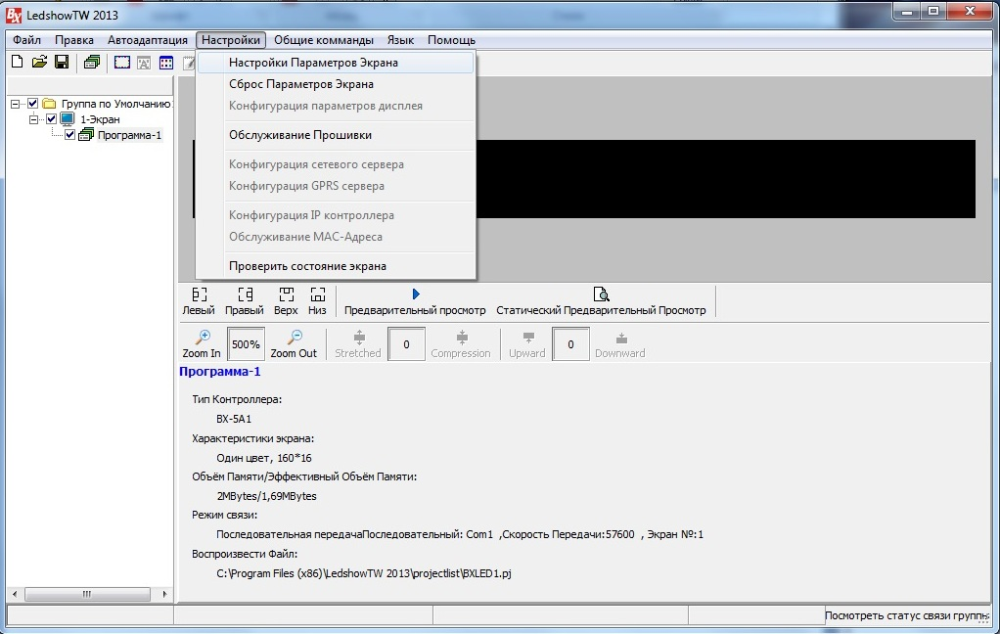 LedshowTW 2013
Файл Правка Автоадаптация Настройки Общие комманды Язык Помощь
Настройки Параметров Экрана
Сброс Параметров Экрана
Конфигурация параметров дисплея
Обслуживание Прошивки
Конфигурация сетевого сервера
Конфигурация GPRS сервера
Конфигурация IP контроллера
Обслуживание MAC-Адреса
Проверить состояние экрана
Группа по Умолчанию
1-Экран
Программа-1
Левый Правый Верх Низ Предварительный просмотр Статический Предварительный Просмотр
Zoom In 500% Zoom Out Stretched 0 Compression Upward 0 Downward
Программа-1
Тип Контроллера:
BX-5A1
Характеристики экрана:
Один цвет, 160*16
Объём Памяти/Эффективный Объём Памяти:
2MBytes/1,69MBytes
Режим связи:
Последовательная передачаПоследовательный: Com1 ,Скорость Передачи:57600 , Экран №:1
Воспроизвести Файл:
C:\Program Files (x86)\LedshowTW 2013\projectlist\BXLED1.pj
Посмотреть статус связи группы